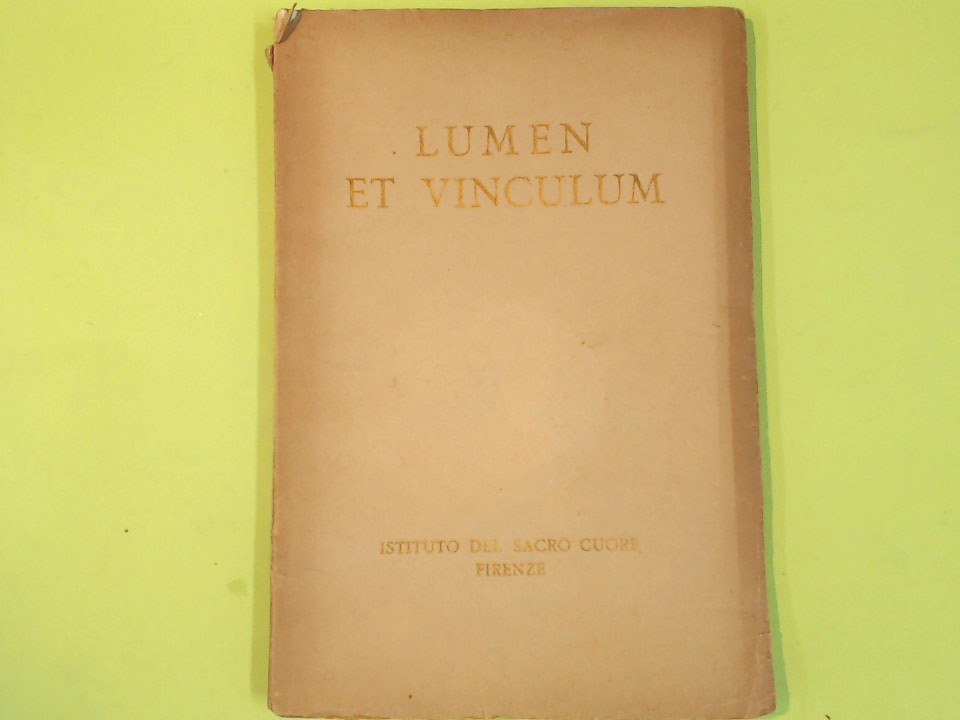 LUMEN
ET VINCULUM
ISTITUTO DEL SACRO CUORE
FIRENZE